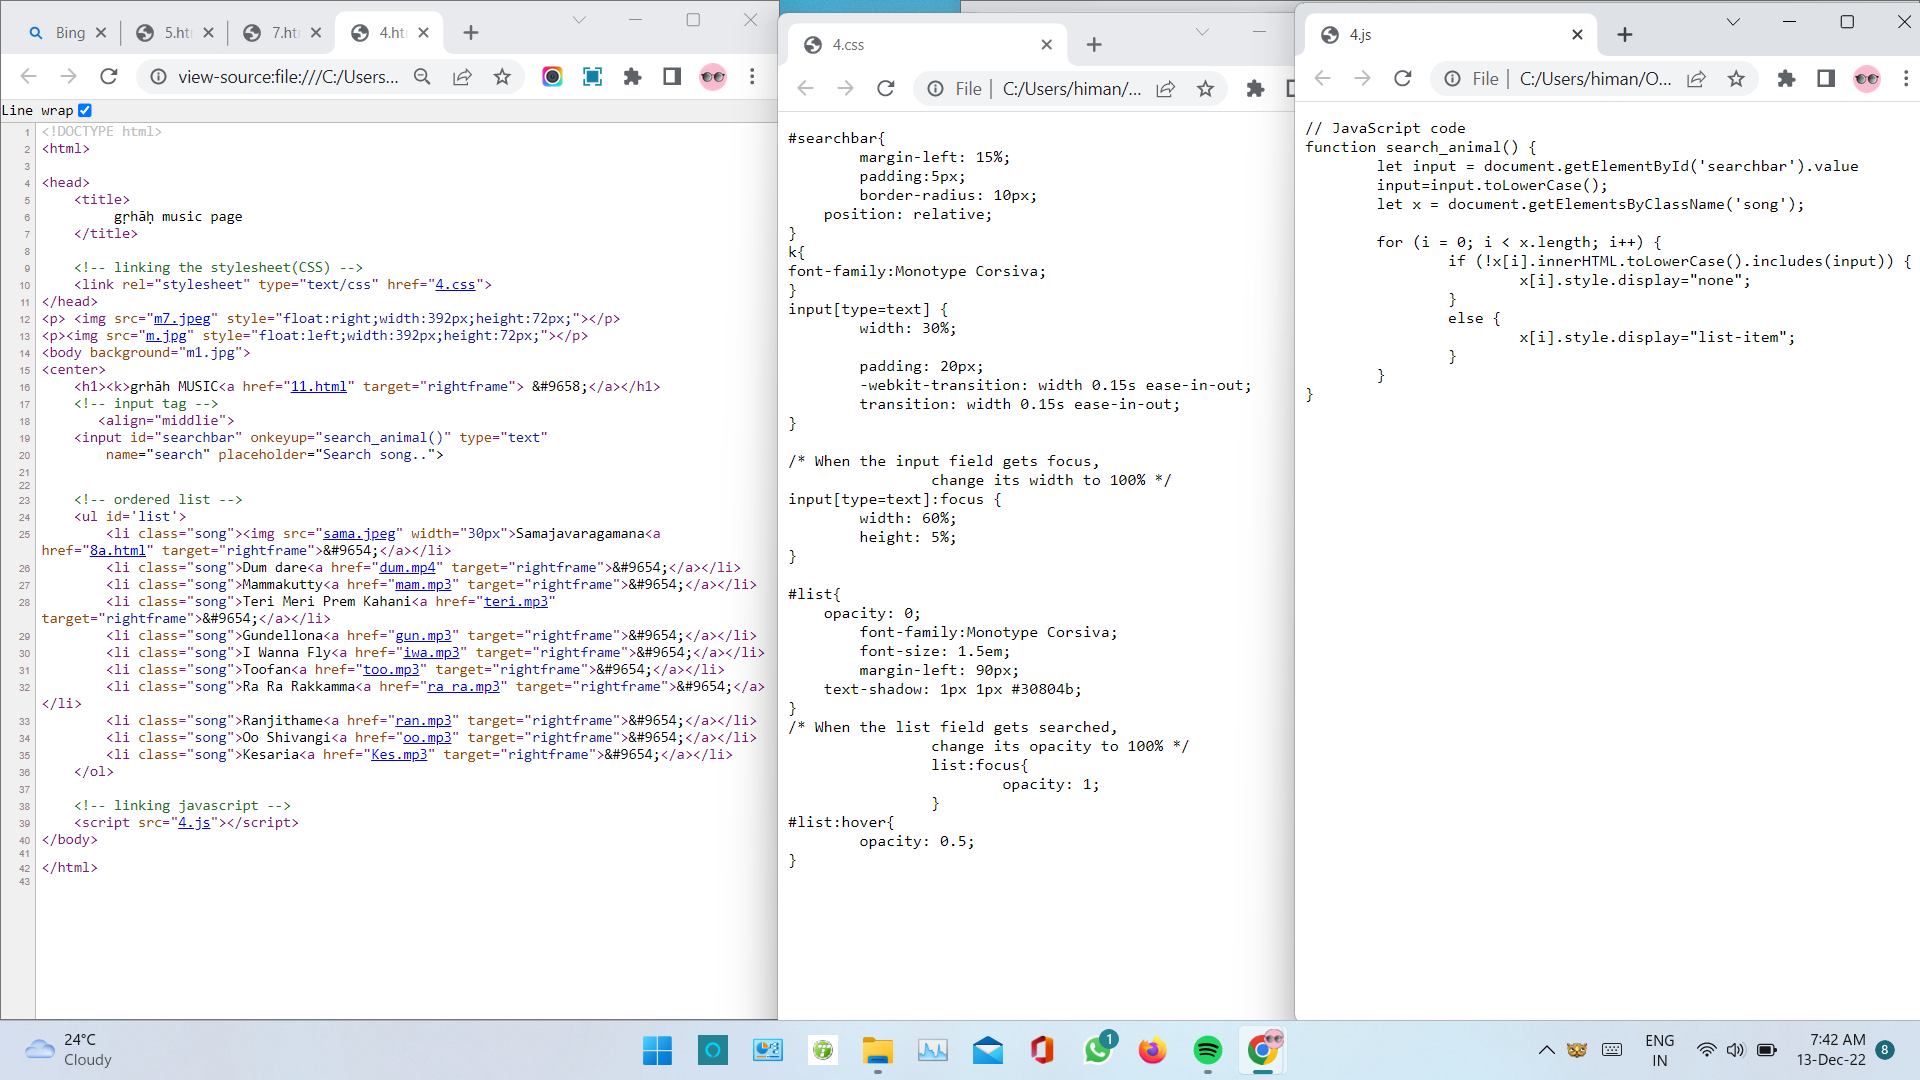 Bing
5.ht
7.ht
4.ht
view-source:file:///C:/Users...
Line wrap
1 <!DOCTYPE html>
2 <html>
3
4 <head>
5 <title>
6 gṛhāḥ music page
7 </title>
8
9 <!-- linking the stylesheet(CSS) -->
10 <link rel="stylesheet" type="text/css" href="4.css">
11 </head>
12 <p> <img src="m7.jpeg" style="float:right;width:392px;height:72px;"></p>
13 <p><img src="m.jpg" style="float:left;width:392px;height:72px;"></p>
14 <body background="m1.jpg">
15 <center>
16 <h1><k>grhāh MUSIC<a href="11.html" target="rightframe"> &#9658;</a></h1>
17 <!-- input tag -->
18 <align="middlie">
19 <input id="searchbar" onkeyup="search_animal()" type="text"
20 name="search" placeholder="Search song..">
21
22
23 <!-- ordered list -->
24 <ul id='list'>
25 <li class="song"><img src="sama.jpeg" width="30px">Samajavaragamana<a
href="8a.html" target="rightframe">&#9654;</a></li>
26 <li class="song">Dum dare<a href="dum.mp4" target="rightframe">&#9654;</a></li>
27 <li class="song">Mammakutty<a href="mam.mp3" target="rightframe">&#9654;</a></li>
28 <li class="song">Teri Meri Prem Kahani<a href="teri.mp3"
target="rightframe">&#9654;</a></li>
29 <li class="song">Gundellona<a href="gun.mp3" target="rightframe">&#9654;</a></li>
30 <li class="song">I Wanna Fly<a href="iwa.mp3" target="rightframe">&#9654;</a></li>
31 <li class="song">Toofan<a href="too.mp3" target="rightframe">&#9654;</a></li>
32 <li class="song">Ra Ra Rakkamma<a href="ra ra.mp3" target="rightframe">&#9654;</a>
</li>
33 <li class="song">Ranjithame<a href="ran.mp3" target="rightframe">&#9654;</a></li>
34 <li class="song">Oo Shivangi<a href="oo.mp3" target="rightframe">&#9654;</a></li>
35 <li class="song">Kesaria<a href="Kes.mp3" target="rightframe">&#9654;</a></li>
36 </ol>
37
38 <!-- linking javascript -->
39 <script src="4.js"></script>
40 </body>
41
42 </html>
43
4.css
File C:/Users/himan/...
#searchbar{
margin-left: 15%;
padding:5px;
border-radius: 10px;
position: relative;
}
k{
font-family:Monotype Corsiva;
}
input[type=text] {
width: 30%;
padding: 20px;
-webkit-transition: width 0.15s ease-in-out;
transition: width 0.15s ease-in-out;
}
/* When the input field gets focus,
change its width to 100% */
input[type=text]:focus {
width: 60%;
height: 5%;
}
#list{
opacity: 0;
font-family:Monotype Corsiva;
font-size: 1.5em;
margin-left: 90px;
text-shadow: 1px 1px #30804b;
}
/* When the list field gets searched,
change its opacity to 100% */
list:focus{
opacity: 1;
}
#list:hover{
opacity: 0.5;
}
4.js
File C:/Users/himan/O...
// JavaScript code
function search_animal() {
let input = document.getElementById('searchbar').value
input=input.toLowerCase();
let x = document.getElementsByClassName('song');
for (i = 0; i < x.length; i++) {
if (!x[i].innerHTML.toLowerCase().includes(input)) {
x[i].style.display="none";
}
else {
x[i].style.display="list-item";
}
}
}
24°C
Cloudy
1
ENG
IN
7:42 AM
13-Dec-22
8